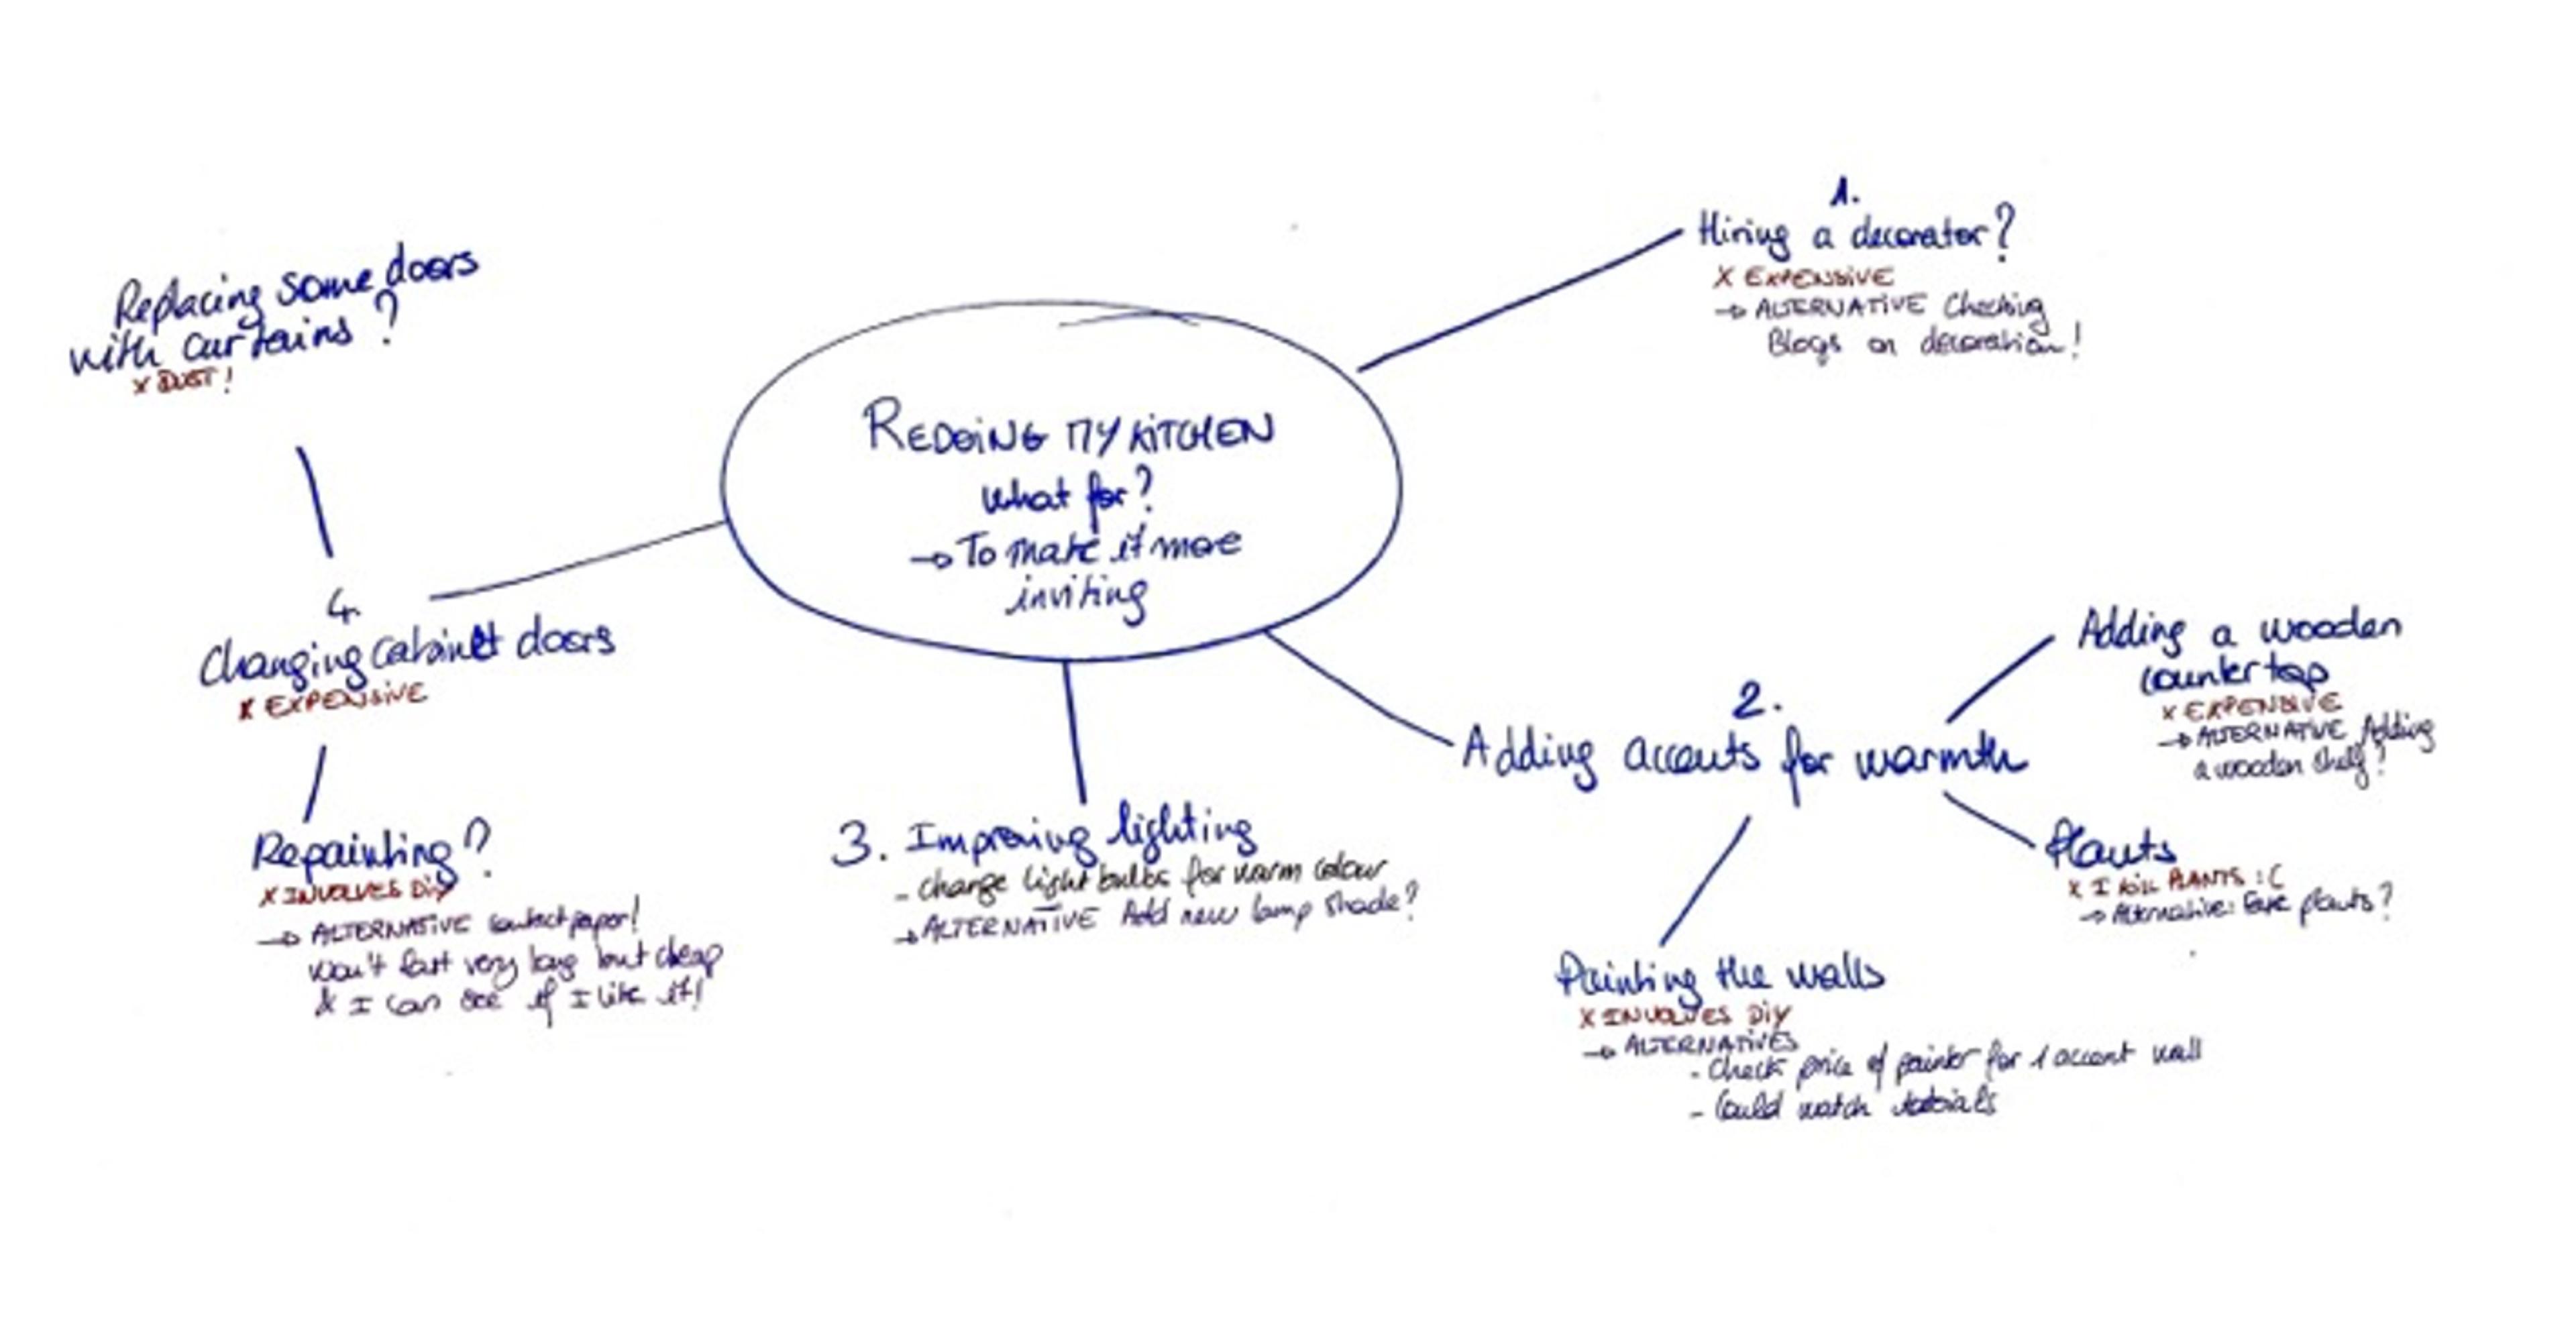 REDOING MY KITCHEN
What for?
→ To make it more
inviting
1.
Hiring a decorator?
X EXPENSIVE
→ ALTERNATIVE Checking
Blogs on decoration!
2.
Adding accents for warmth
Adding a wooden
countertop
X EXPENSIVE
→ ALTERNATIVE Adding
a wooden shelf?
Plants
X I KILL PLANTS :(
→ Alternative: Fake plants?
Painting the walls
X INVOLVES DiY
→ ALTERNATIVES
- Check price of painter for 1 accent wall
- Could watch tutorials
3. Improving lighting
- change light bulbs for warm colour
→ ALTERNATIVE Add new lamp shade?
4.
Changing cabinet doors
X EXPENSIVE
Replacing some doors
with curtains?
X DUST!
Repainting?
X INVOLVES DiY
→ ALTERNATIVE contact paper!
Won't last very long but cheap
& I can see if I like it!